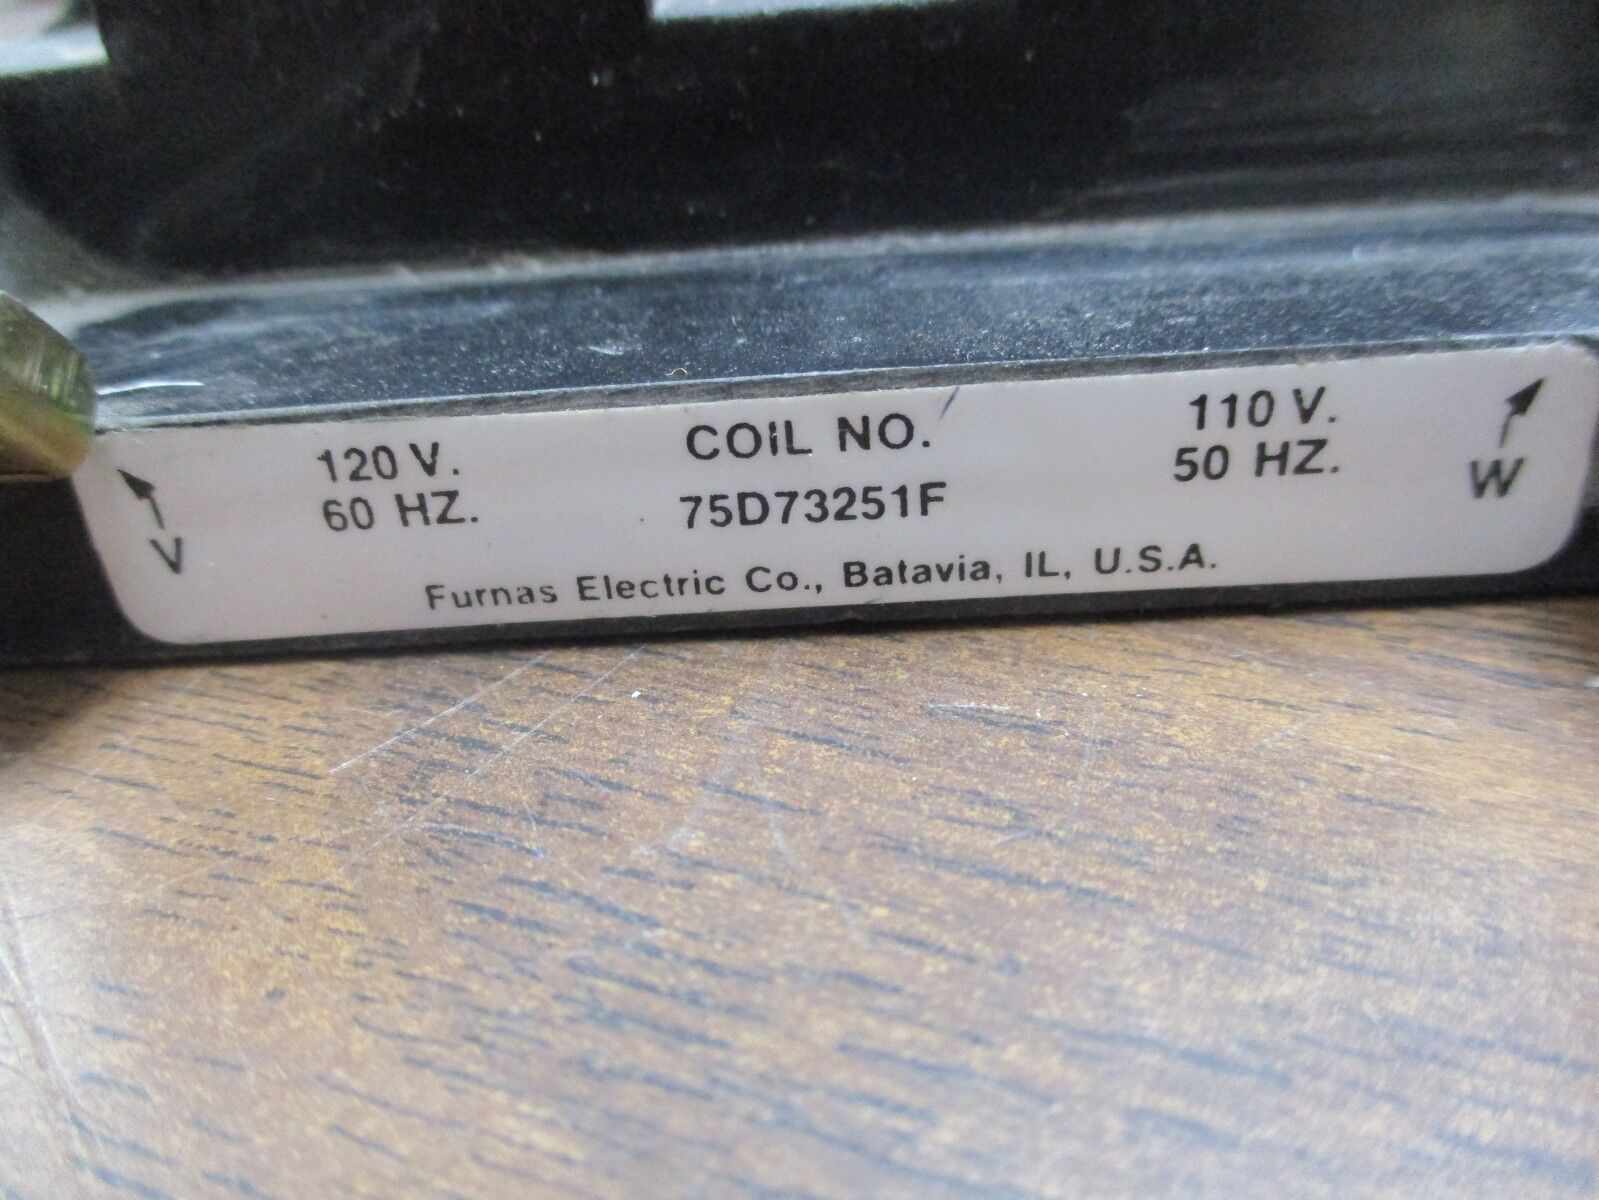 120 V.
60 HZ.
V
COIL NO.
75D73251F
110 V.
50 HZ.
W
Furnas Electric Co., Batavia, IL, U.S.A.